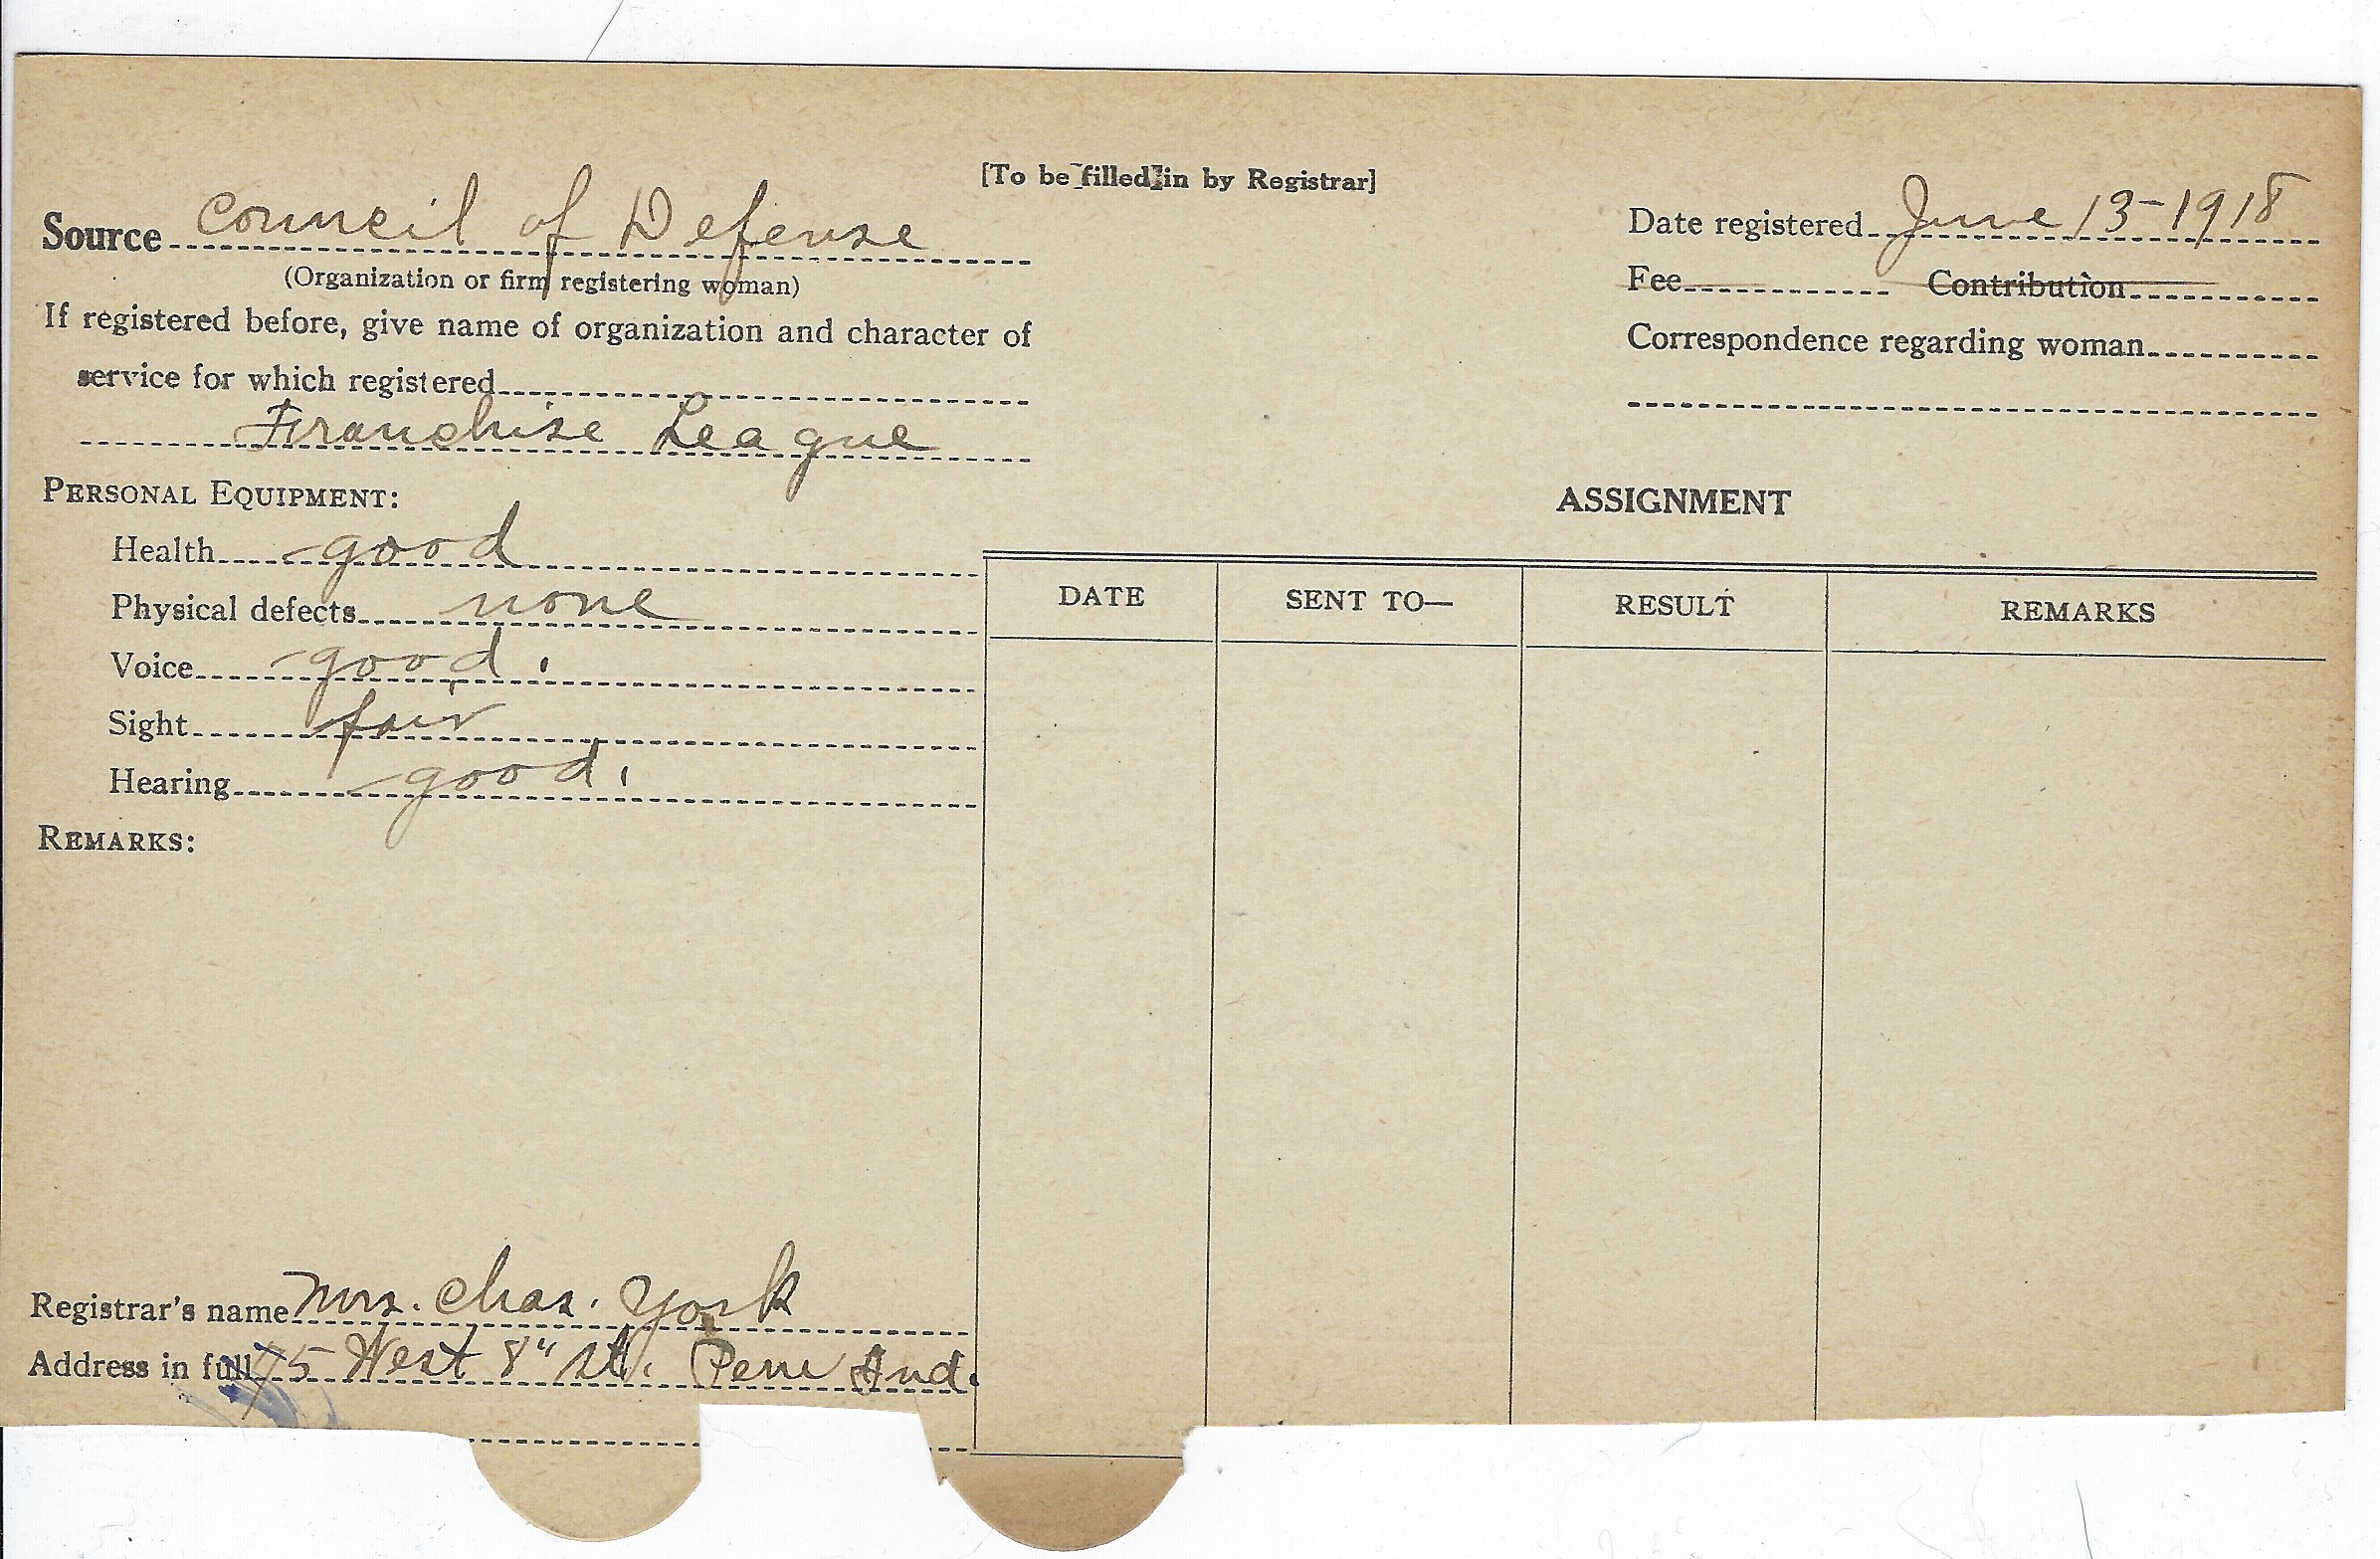 [To be filled in by Registrar]
Source Council of Defense
(Organization or firm registering woman)
If registered before, give name of organization and character of
service for which registered
Franchise League
Date registered June 13-1918
Fee Contribution
Correspondence regarding woman
PERSONAL EQUIPMENT:
Health good
Physical defects none
Voice good.
Sight fair
Hearing good.
REMARKS:
ASSIGNMENT
DATE SENT TO— RESULT REMARKS
Registrar's name Mrs. Chas. York
Address in full 75 West 8" St. Peru Ind.